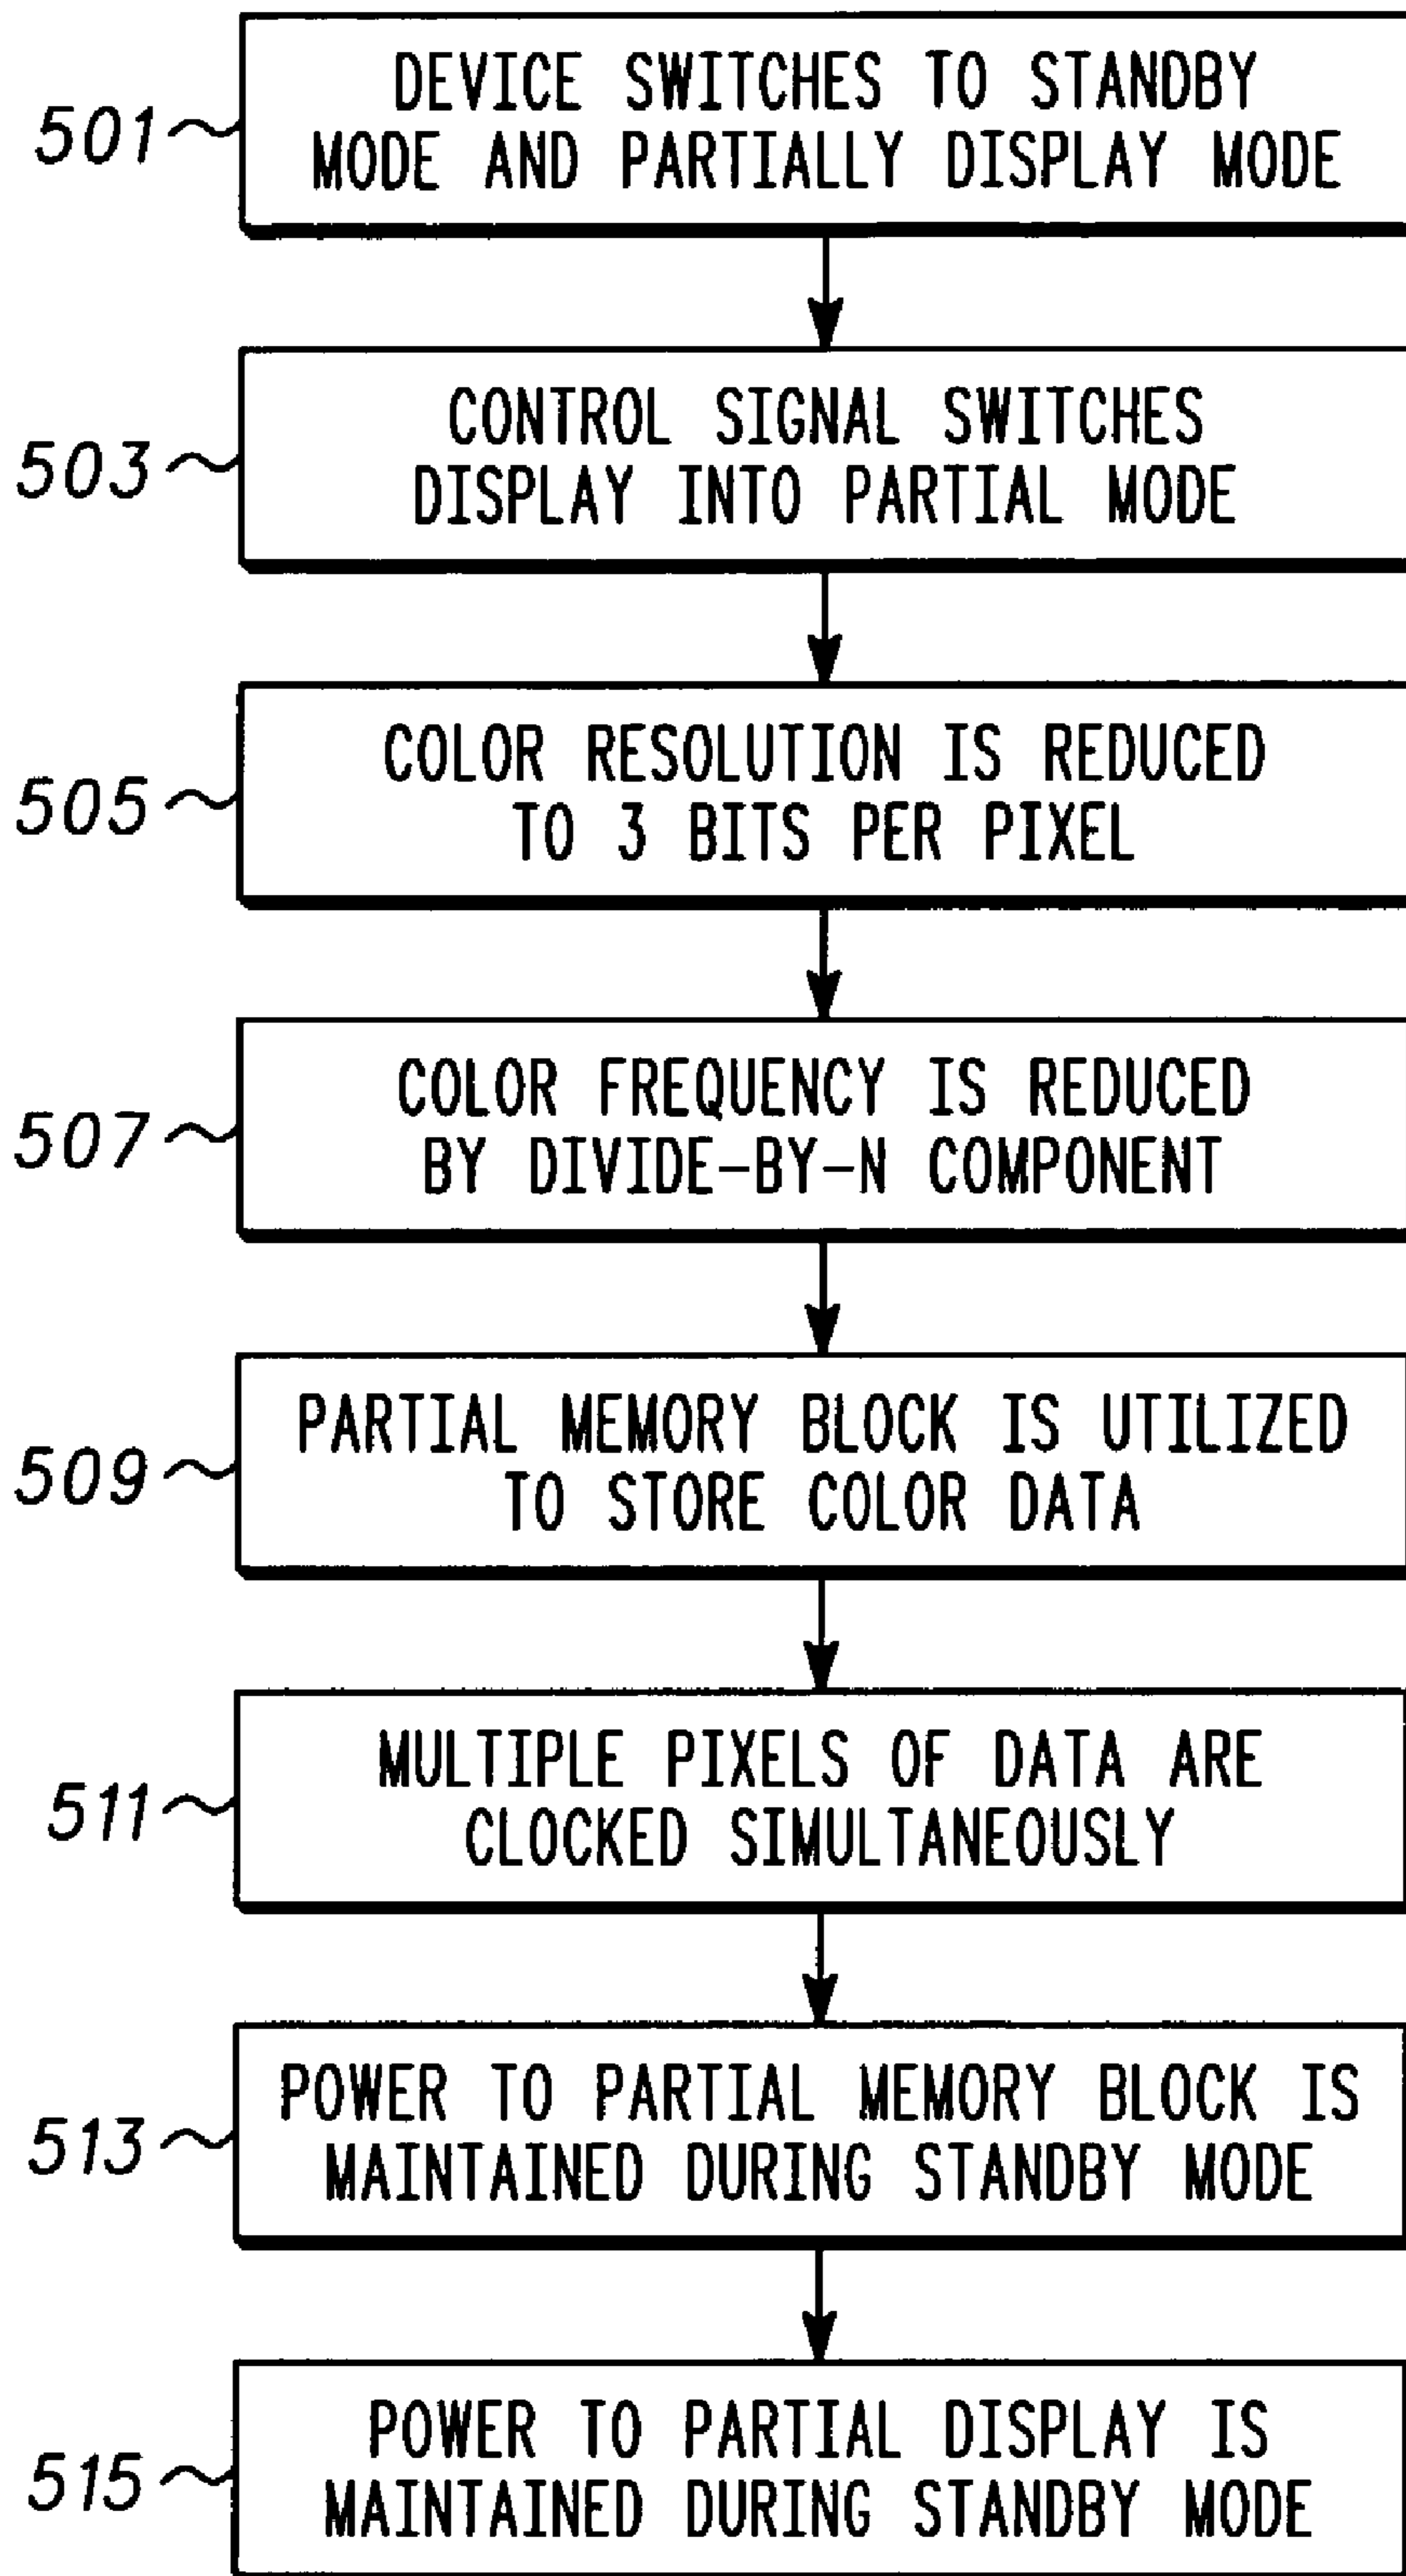 501
DEVICE SWITCHES TO STANDBY
MODE AND PARTIALLY DISPLAY MODE
503
CONTROL SIGNAL SWITCHES
DISPLAY INTO PARTIAL MODE
505
COLOR RESOLUTION IS REDUCED
TO 3 BITS PER PIXEL
507
COLOR FREQUENCY IS REDUCED
BY DIVIDE-BY-N COMPONENT
509
PARTIAL MEMORY BLOCK IS UTILIZED
TO STORE COLOR DATA
511
MULTIPLE PIXELS OF DATA ARE
CLOCKED SIMULTANEOUSLY
513
POWER TO PARTIAL MEMORY BLOCK IS
MAINTAINED DURING STANDBY MODE
515
POWER TO PARTIAL DISPLAY IS
MAINTAINED DURING STANDBY MODE